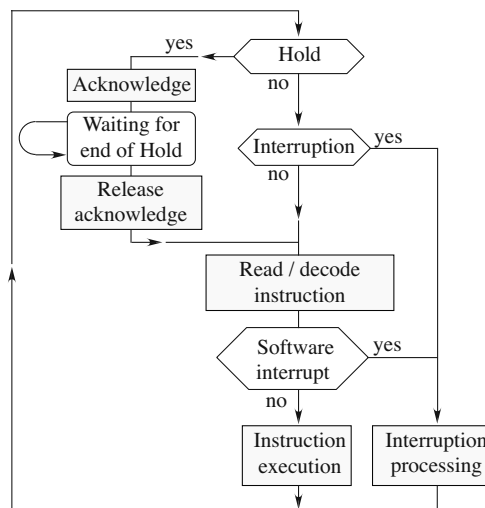 yes
Hold
Acknowledge
no
Waiting for
end of Hold
Interruption
yes
Release
acknowledge
no
Read / decode
instruction
Software
interrupt
yes
no
Instruction
execution
Interruption
processing